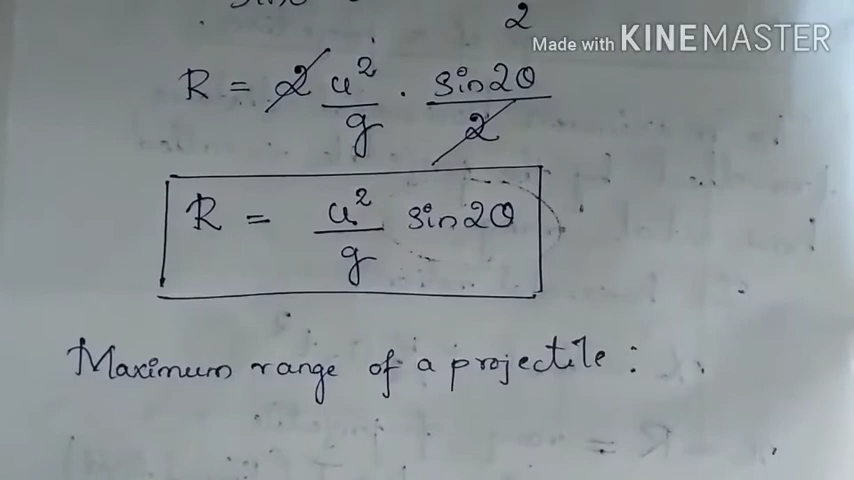 2
Made with KINEMASTER
R = 2 u²/g · sin2θ/2
R = u²/g sin2θ
Maximum range of a projectile :